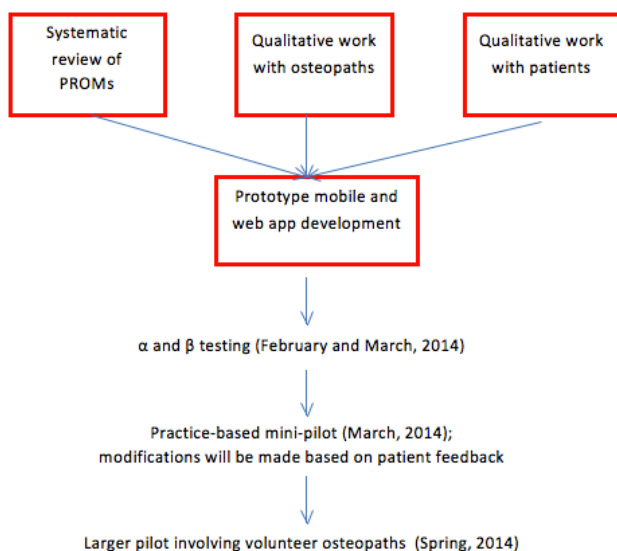 Systematic
review of
PROMs
Qualitative work
with osteopaths
Qualitative work
with patients
Prototype mobile and
web app development
α and β testing (February and March, 2014)
Practice-based mini-pilot (March, 2014);
modifications will be made based on patient feedback
Larger pilot involving volunteer osteopaths (Spring, 2014)